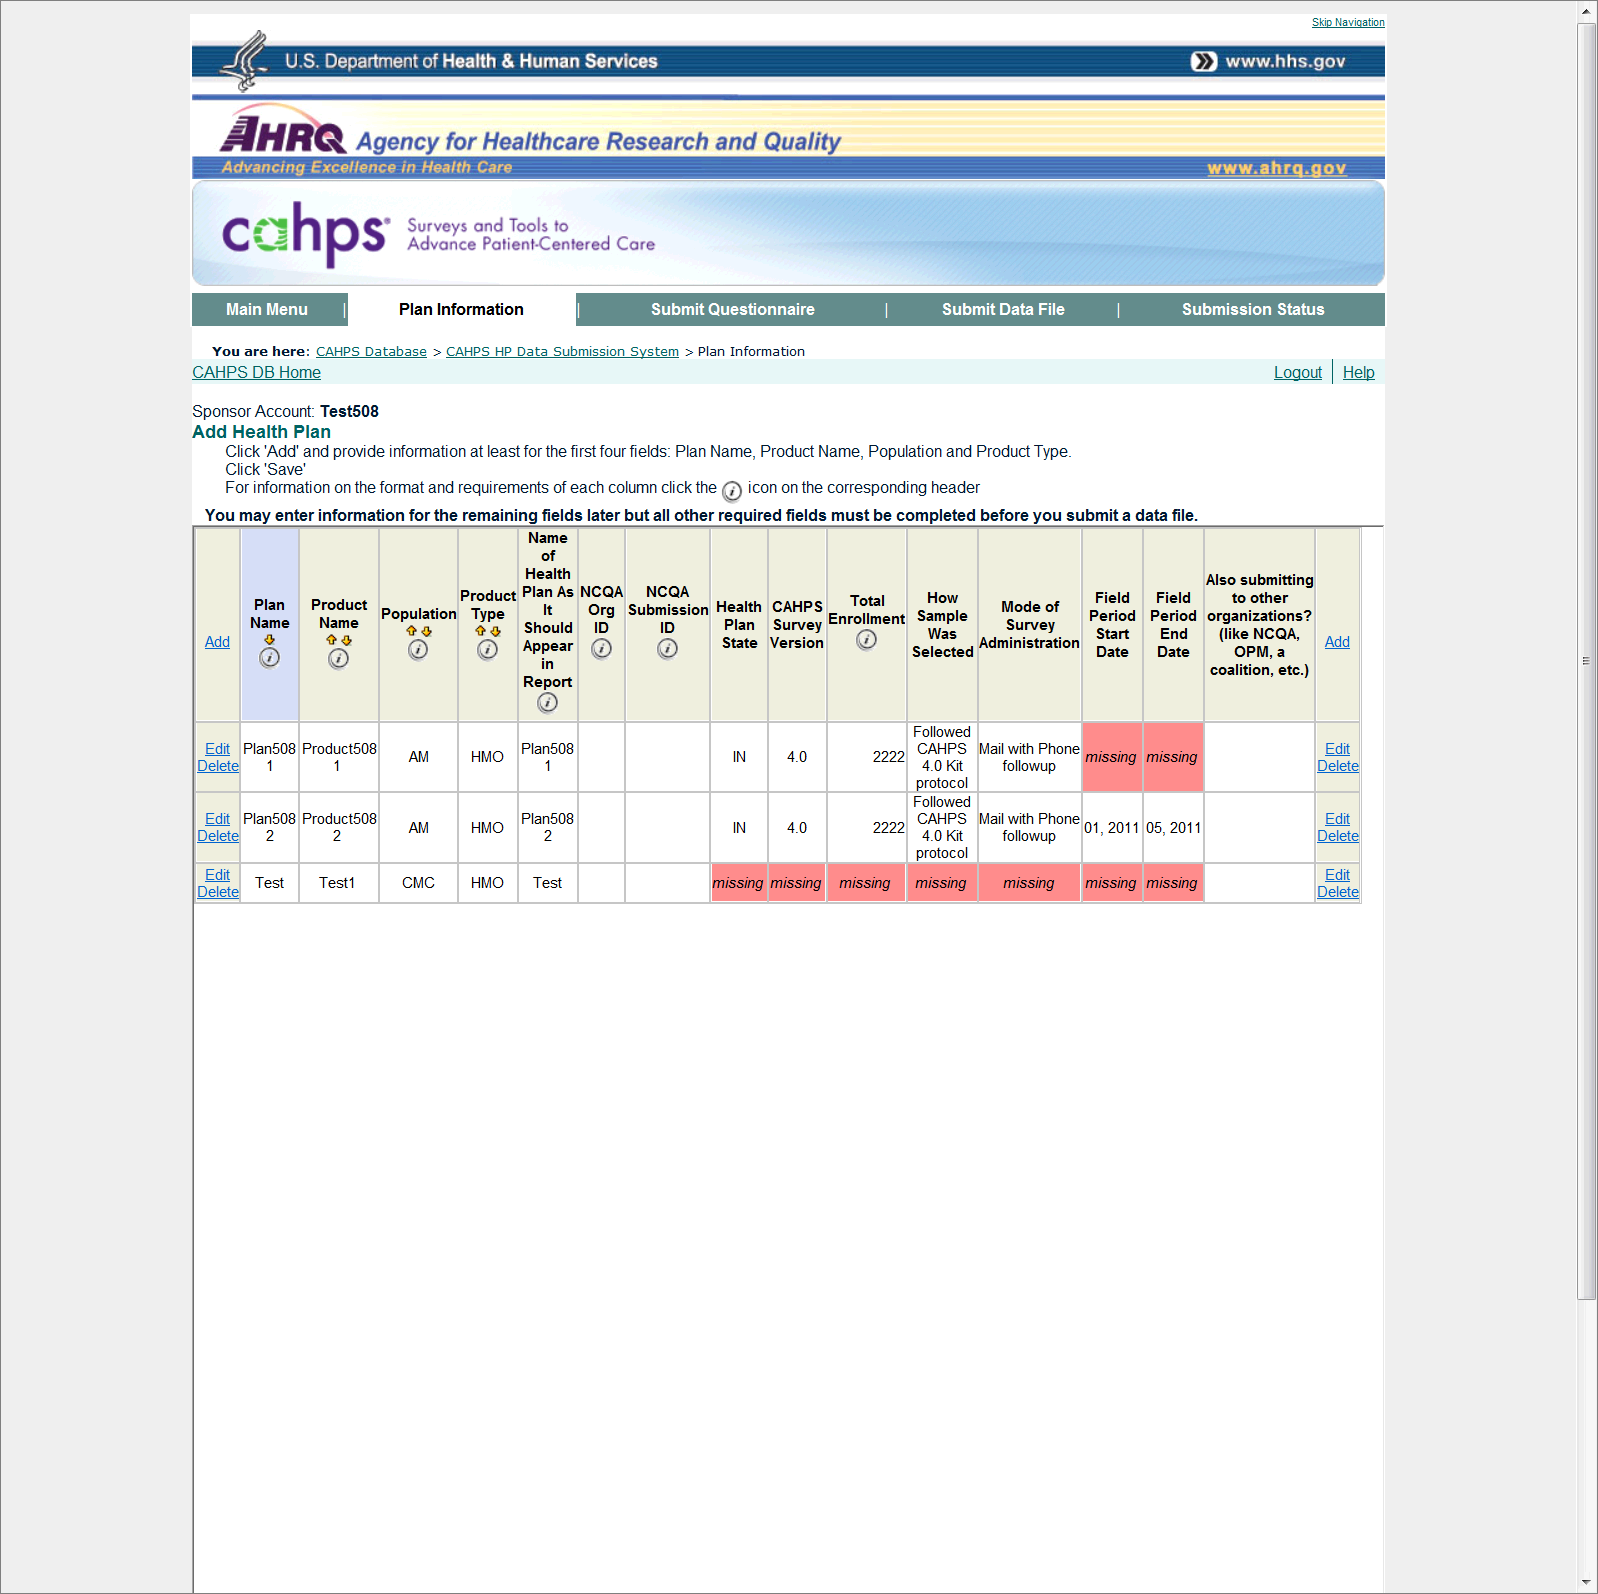 Skip Navigation
U.S. Department of Health & Human Services
www.hhs.gov
AHRQ Agency for Healthcare Research and Quality
Advancing Excellence in Health Care
www.ahrq.gov
cahps® Surveys and Tools to
Advance Patient-Centered Care
Main Menu | Plan Information | Submit Questionnaire | Submit Data File | Submission Status
You are here: CAHPS Database > CAHPS HP Data Submission System > Plan Information
CAHPS DB Home
Logout | Help
Sponsor Account: Test508
Add Health Plan
Click 'Add' and provide information at least for the first four fields: Plan Name, Product Name, Population and Product Type.
Click 'Save'
For information on the format and requirements of each column click the i icon on the corresponding header
You may enter information for the remaining fields later but all other required fields must be completed before you submit a data file.
Add
Plan
Name
i
Product
Name
i
Population
i
Product
Type
i
Name
of
Health
Plan As
It
Should
Appear
in
Report
i
NCQA
Org
ID
i
NCQA
Submission
ID
i
Health
Plan
State
CAHPS
Survey
Version
Total
Enrollment
i
How
Sample
Was
Selected
Mode of
Survey
Administration
Field
Period
Start
Date
Field
Period
End
Date
Also submitting
to other
organizations?
(like NCQA,
OPM, a
coalition, etc.)
Add
Edit
Delete
Plan508
1
Product508
1
AM
HMO
Plan508
1
IN
4.0
2222
Followed
CAHPS
4.0 Kit
protocol
Mail with Phone
followup
missing
missing
Edit
Delete
Edit
Delete
Plan508
2
Product508
2
AM
HMO
Plan508
2
IN
4.0
2222
Followed
CAHPS
4.0 Kit
protocol
Mail with Phone
followup
01, 2011
05, 2011
Edit
Delete
Edit
Delete
Test
Test1
CMC
HMO
Test
missing
missing
missing
missing
missing
missing
missing
Edit
Delete